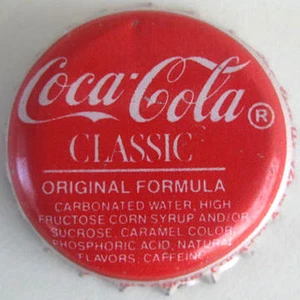 Coca-Cola ®
CLASSIC
ORIGINAL FORMULA
CARBONATED WATER, HIGH
FRUCTOSE CORN SYRUP AND/OR
SUCROSE, CARAMEL COLOR,
PHOSPHORIC ACID, NATURAL
FLAVORS, CAFFEINE